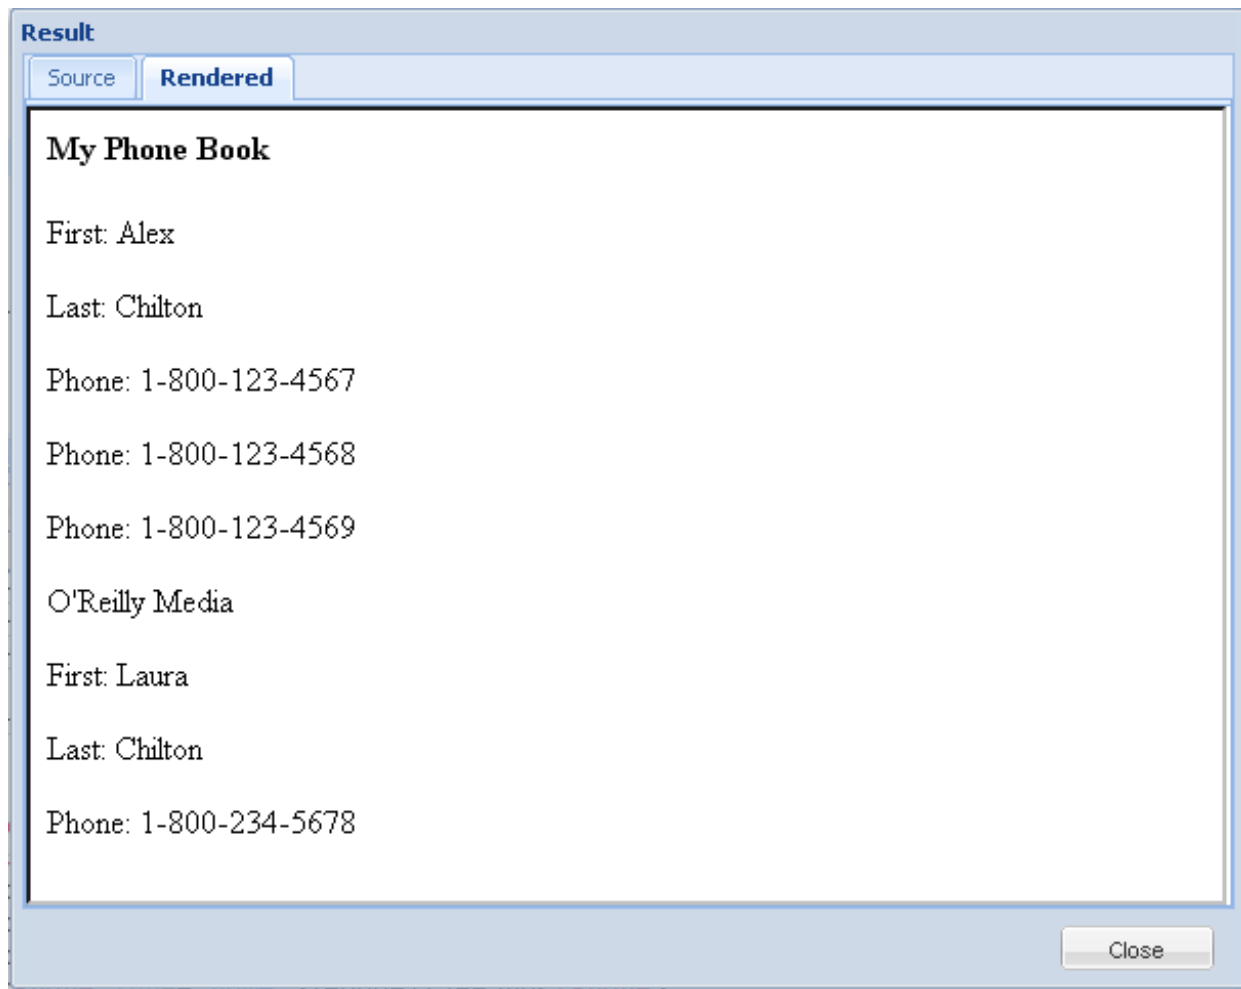 Result
Source Rendered
My Phone Book
First: Alex
Last: Chilton
Phone: 1-800-123-4567
Phone: 1-800-123-4568
Phone: 1-800-123-4569
O'Reilly Media
First: Laura
Last: Chilton
Phone: 1-800-234-5678
Close